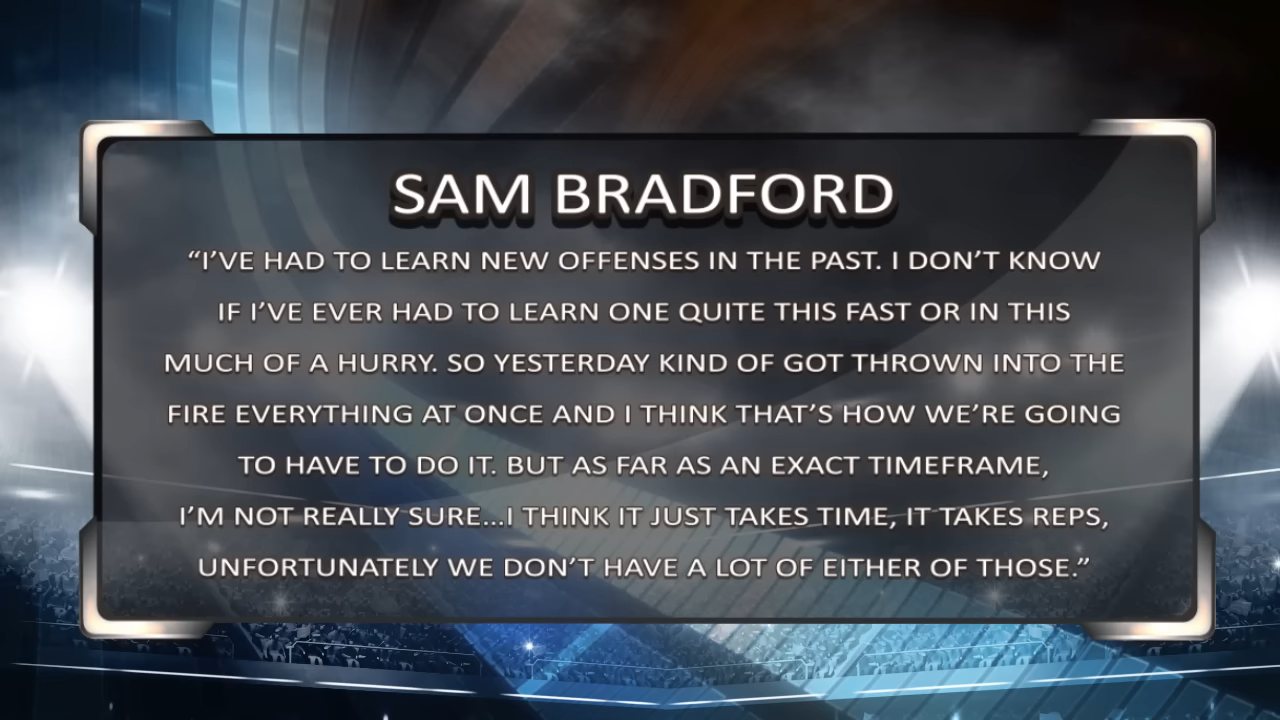 SAM BRADFORD
“I’VE HAD TO LEARN NEW OFFENSES IN THE PAST. I DON’T KNOW
IF I’VE EVER HAD TO LEARN ONE QUITE THIS FAST OR IN THIS
MUCH OF A HURRY. SO YESTERDAY KIND OF GOT THROWN INTO THE
FIRE EVERYTHING AT ONCE AND I THINK THAT’S HOW WE’RE GOING
TO HAVE TO DO IT. BUT AS FAR AS AN EXACT TIMEFRAME,
I’M NOT REALLY SURE...I THINK IT JUST TAKES TIME, IT TAKES REPS,
UNFORTUNATELY WE DON’T HAVE A LOT OF EITHER OF THOSE.”